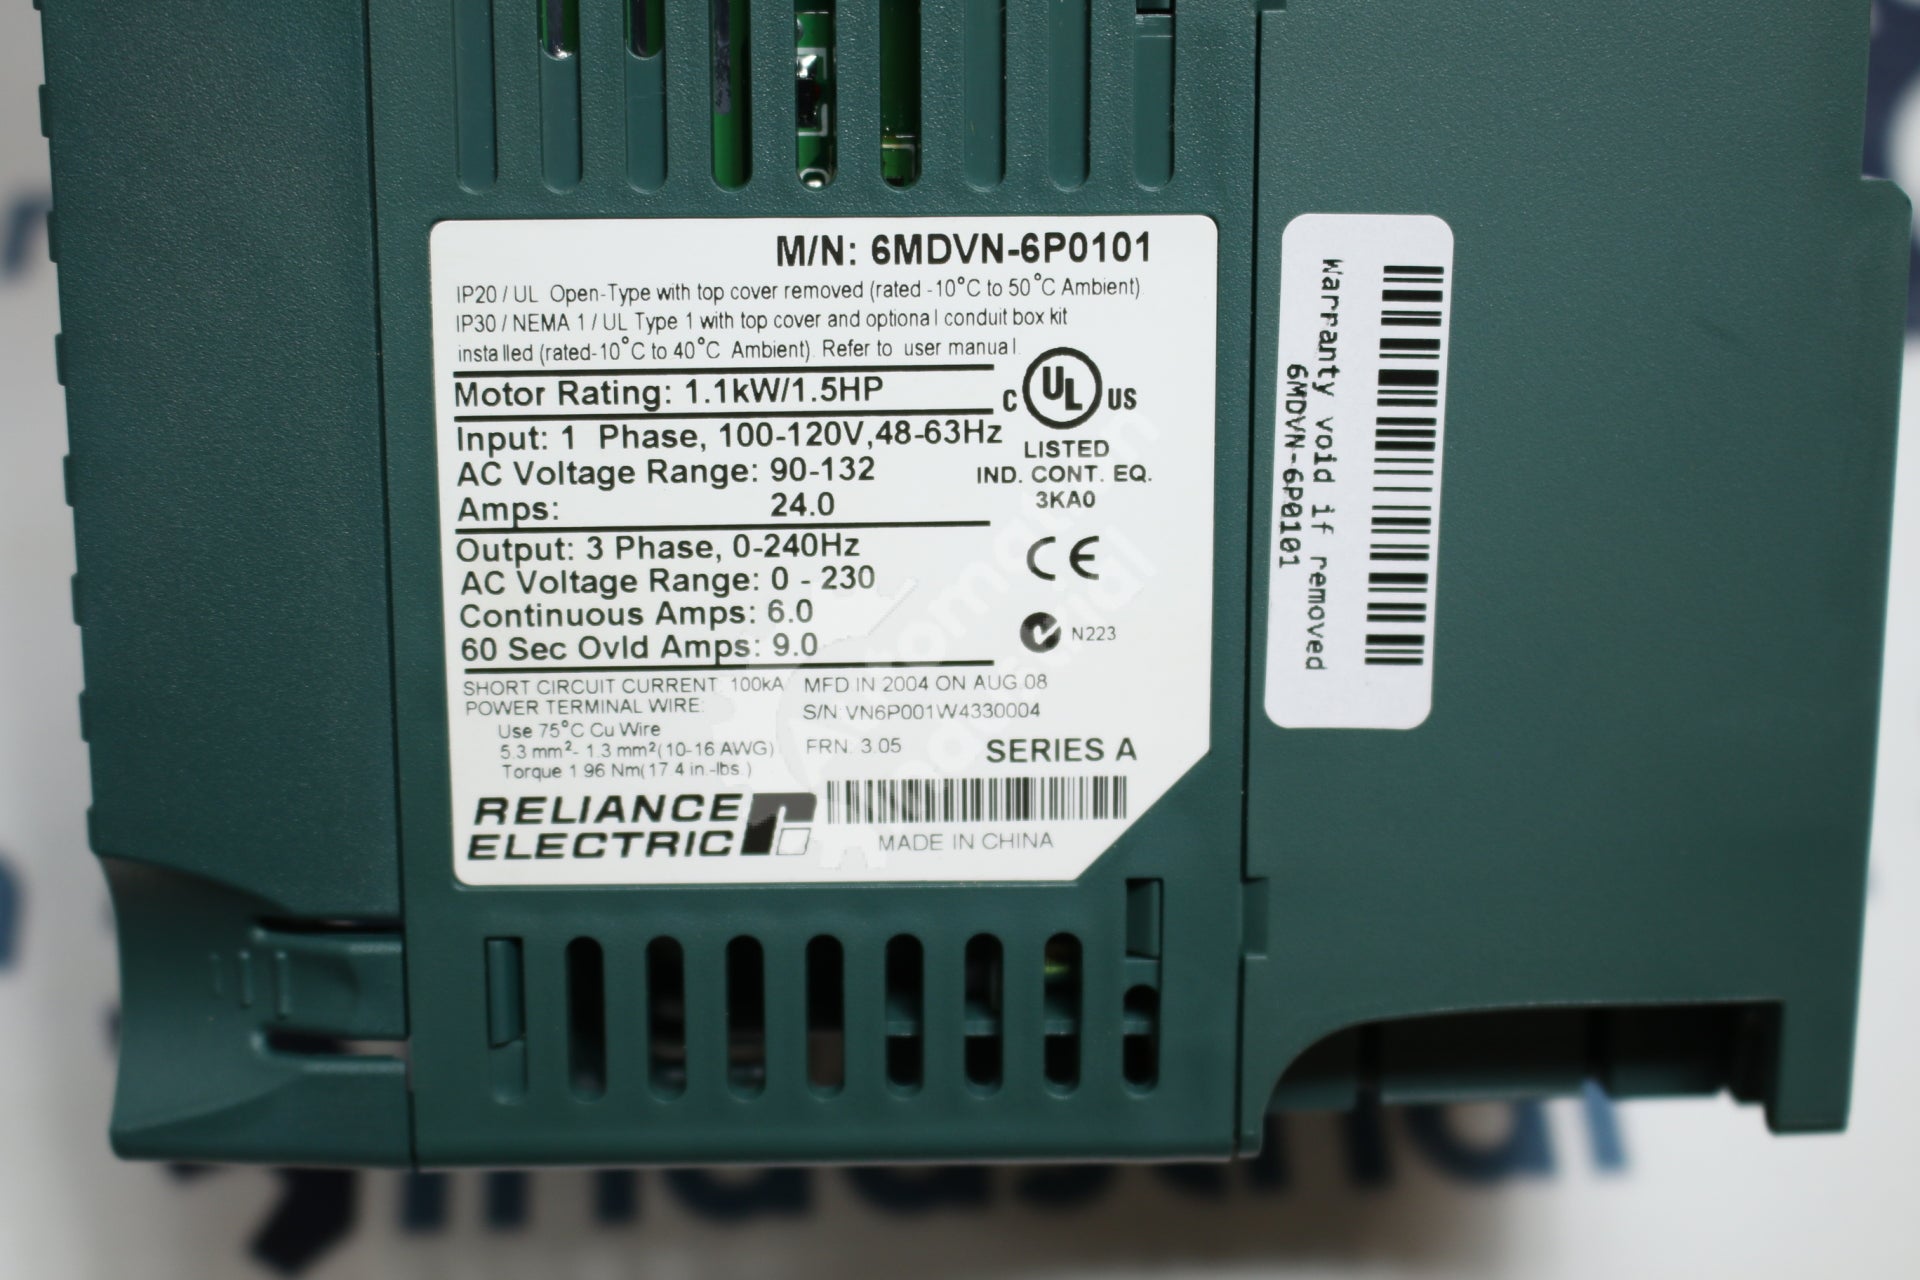 M/N: 6MDVN-6P0101
IP20 / UL Open-Type with top cover removed (rated -10°C to 50°C Ambient).
IP30 / NEMA 1 / UL Type 1 with top cover and optional conduit box kit
installed (rated-10°C to 40°C Ambient). Refer to user manual.
Motor Rating: 1.1kW/1.5HP
Input: 1 Phase, 100-120V,48-63Hz
AC Voltage Range: 90-132
Amps: 24.0
Output: 3 Phase, 0-240Hz
AC Voltage Range: 0 - 230
Continuous Amps: 6.0
60 Sec Ovld Amps: 9.0
C UL US
LISTED
IND. CONT. EQ.
3KA0
CE
N223
SHORT CIRCUIT CURRENT: 100kA
POWER TERMINAL WIRE:
Use 75°C Cu Wire
5.3 mm²- 1.3 mm²(10-16 AWG)
Torque 1.96 Nm(17.4 in.-lbs.)
MFD IN 2004 ON AUG 08
S/N VN6P001W4330004
FRN. 3.05
SERIES A
RELIANCE
ELECTRIC
MADE IN CHINA
Warranty void if removed
6MDVN-6P0101
Automation
Industrial
Industrial